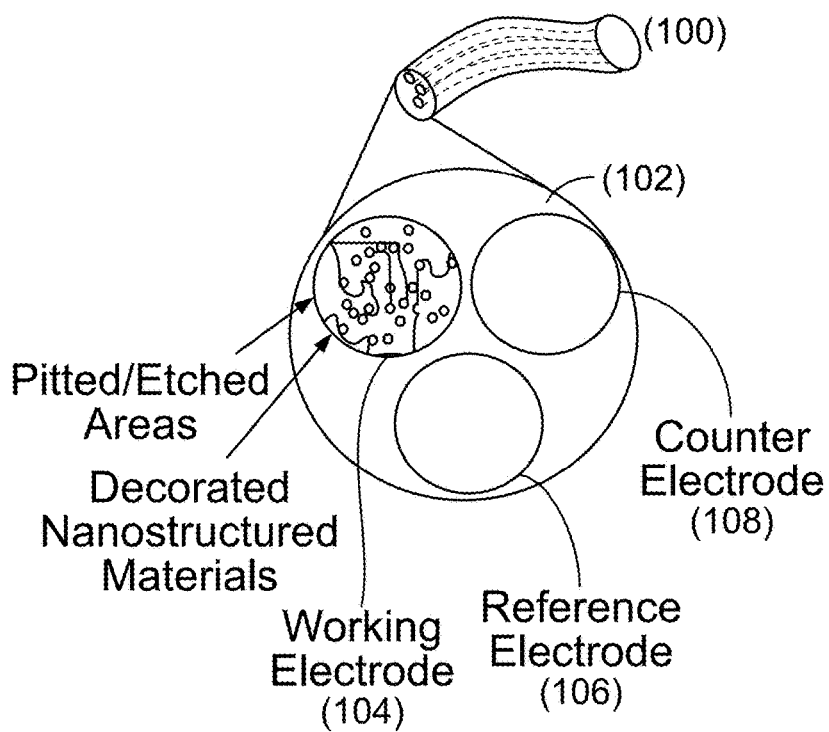 (100)
(102)
Pitted/Etched
Areas
Decorated
Nanostructured
Materials
Working
Electrode
(104)
Reference
Electrode
(106)
Counter
Electrode
(108)